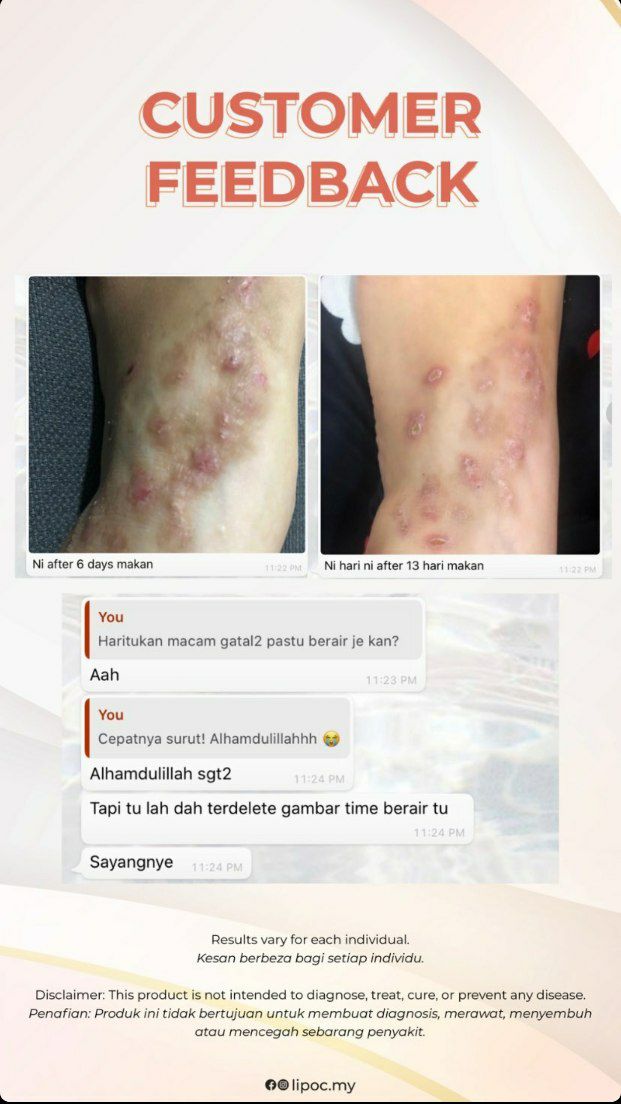 CUSTOMER
FEEDBACK
Ni after 6 days makan
11:22 PM
Ni hari ni after 13 hari makan
11:22 PM
You
Haritukan macam gatal2 pastu berair je kan?
Aah
11:23 PM
You
Cepatnya surut! Alhamdulillahhh 😭
Alhamdulillah sgt2
11:24 PM
Tapi tu lah dah terdelete gambar time berair tu
11:24 PM
Sayangnye
11:24 PM
Results vary for each individual.
Kesan berbeza bagi setiap individu.
Disclaimer: This product is not intended to diagnose, treat, cure, or prevent any disease.
Penafian: Produk ini tidak bertujuan untuk membuat diagnosis, merawat, menyembuh
atau mencegah sebarang penyakit.
lipoc.my